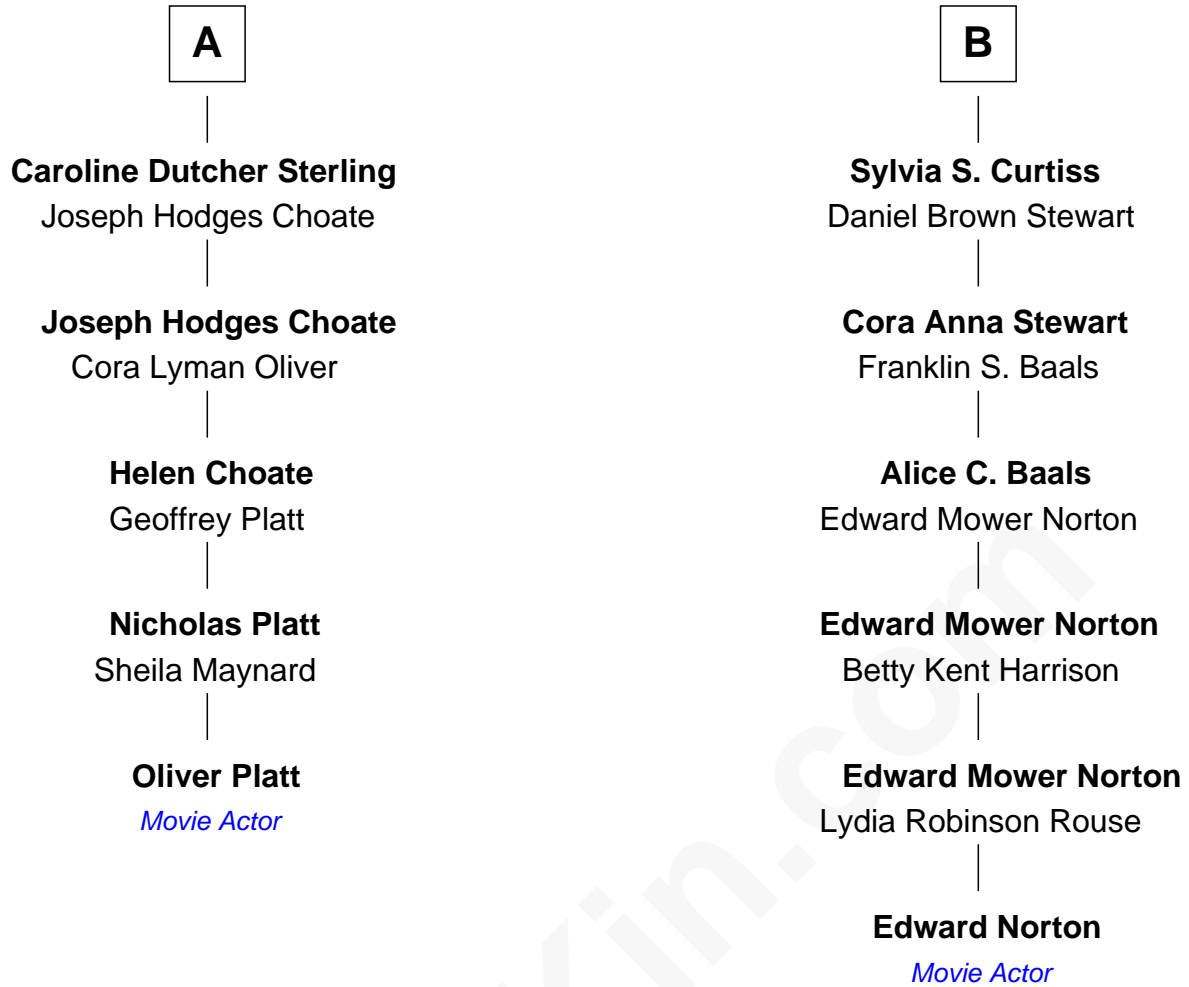 A
Caroline Dutcher Sterling
Joseph Hodges Choate
Joseph Hodges Choate
Cora Lyman Oliver
Helen Choate
Geoffrey Platt
Nicholas Platt
Sheila Maynard
Oliver Platt
Movie Actor
B
Sylvia S. Curtiss
Daniel Brown Stewart
Cora Anna Stewart
Franklin S. Baals
Alice C. Baals
Edward Mower Norton
Edward Mower Norton
Betty Kent Harrison
Edward Mower Norton
Lydia Robinson Rouse
Edward Norton
Movie Actor
Kin.com